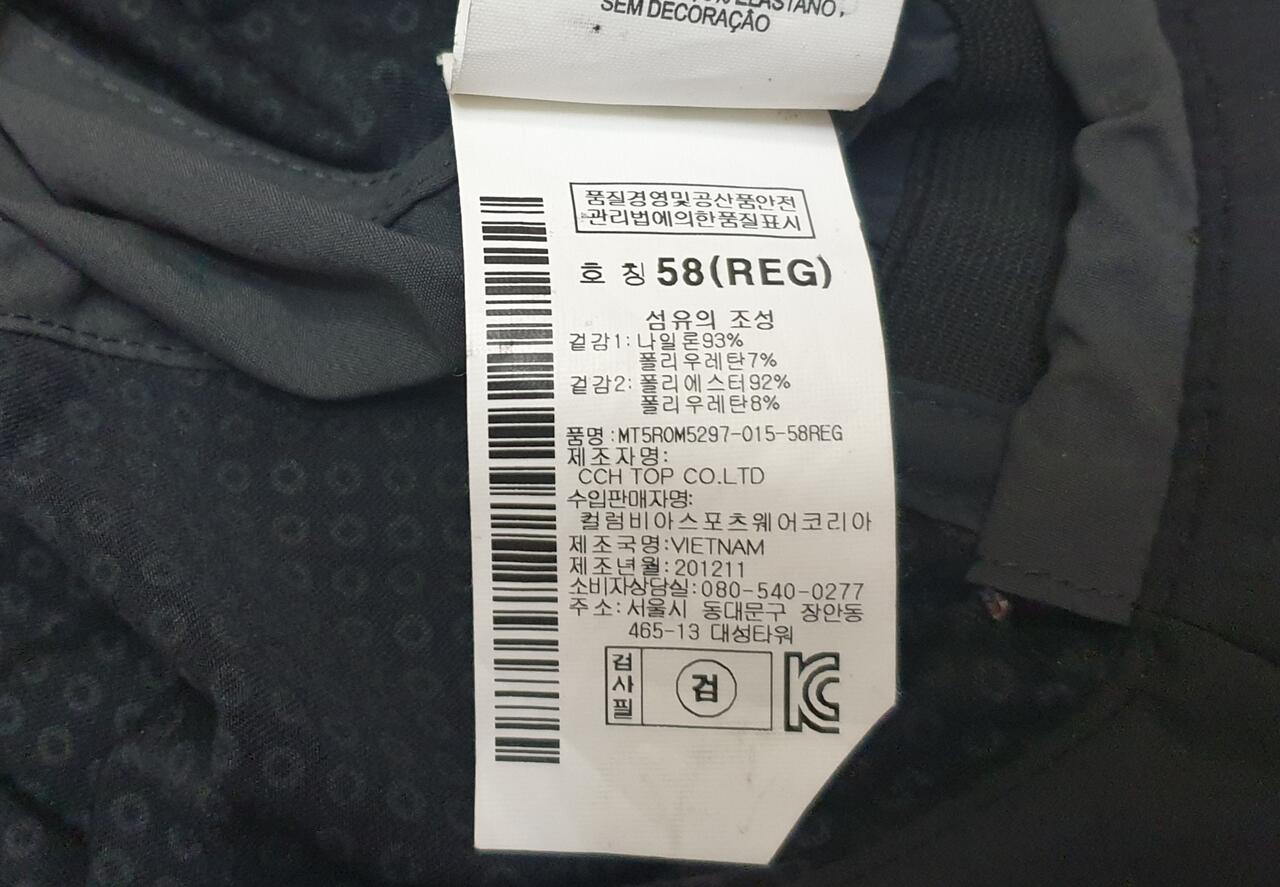 ELASTANO,
SEM DECORAÇÃO
품질경영및공산품안전
관리법에의한품질표시
호 칭 58(REG)
섬유의 조성
겉감1: 나일론93%
폴리우레탄7%
겉감2: 폴리에스터92%
폴리우레탄8%
품명:MT5R0M5297-015-58REG
제조자명:
CCH TOP CO.LTD
수입판매자명:
컬럼비아스포츠웨어코리아
제조국명:VIETNAM
제조년월:201211
소비자상담실:080-540-0277
주 소: 서울시 동대문구 장안동
465-13 대성타워
검사필
검
KC